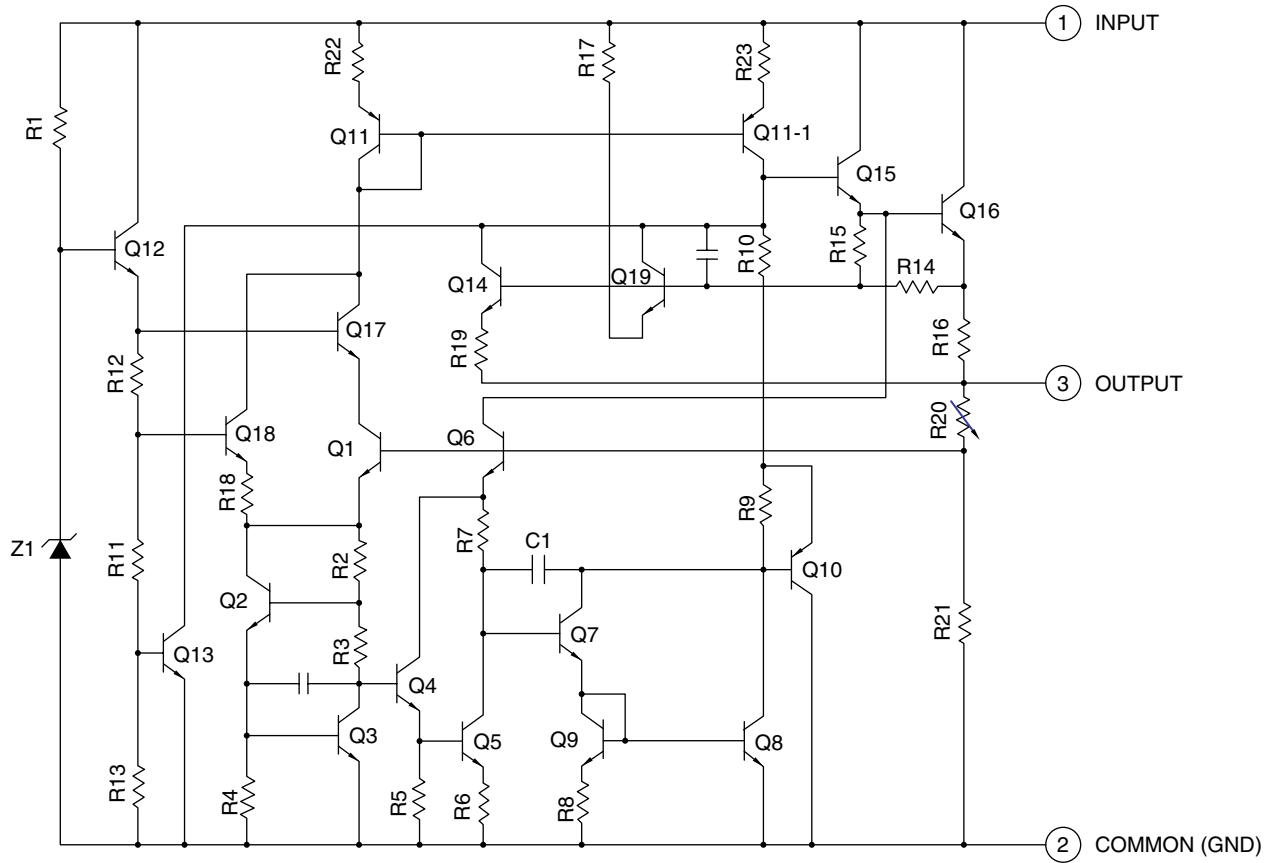 1 INPUT
R22
R17
R23
R1
Q11
Q11-1
Q15
Q12
Q16
R15
R10
R14
Q14
Q19
Q17
R19
R16
R12
3 OUTPUT
R20
Q18
Q1
Q6
R18
R7
R9
C1
Z1
R11
R2
Q10
Q2
R21
Q7
R3
Q13
Q4
Q3
Q5
Q9
Q8
R13
R4
R5
R6
R8
2 COMMON (GND)